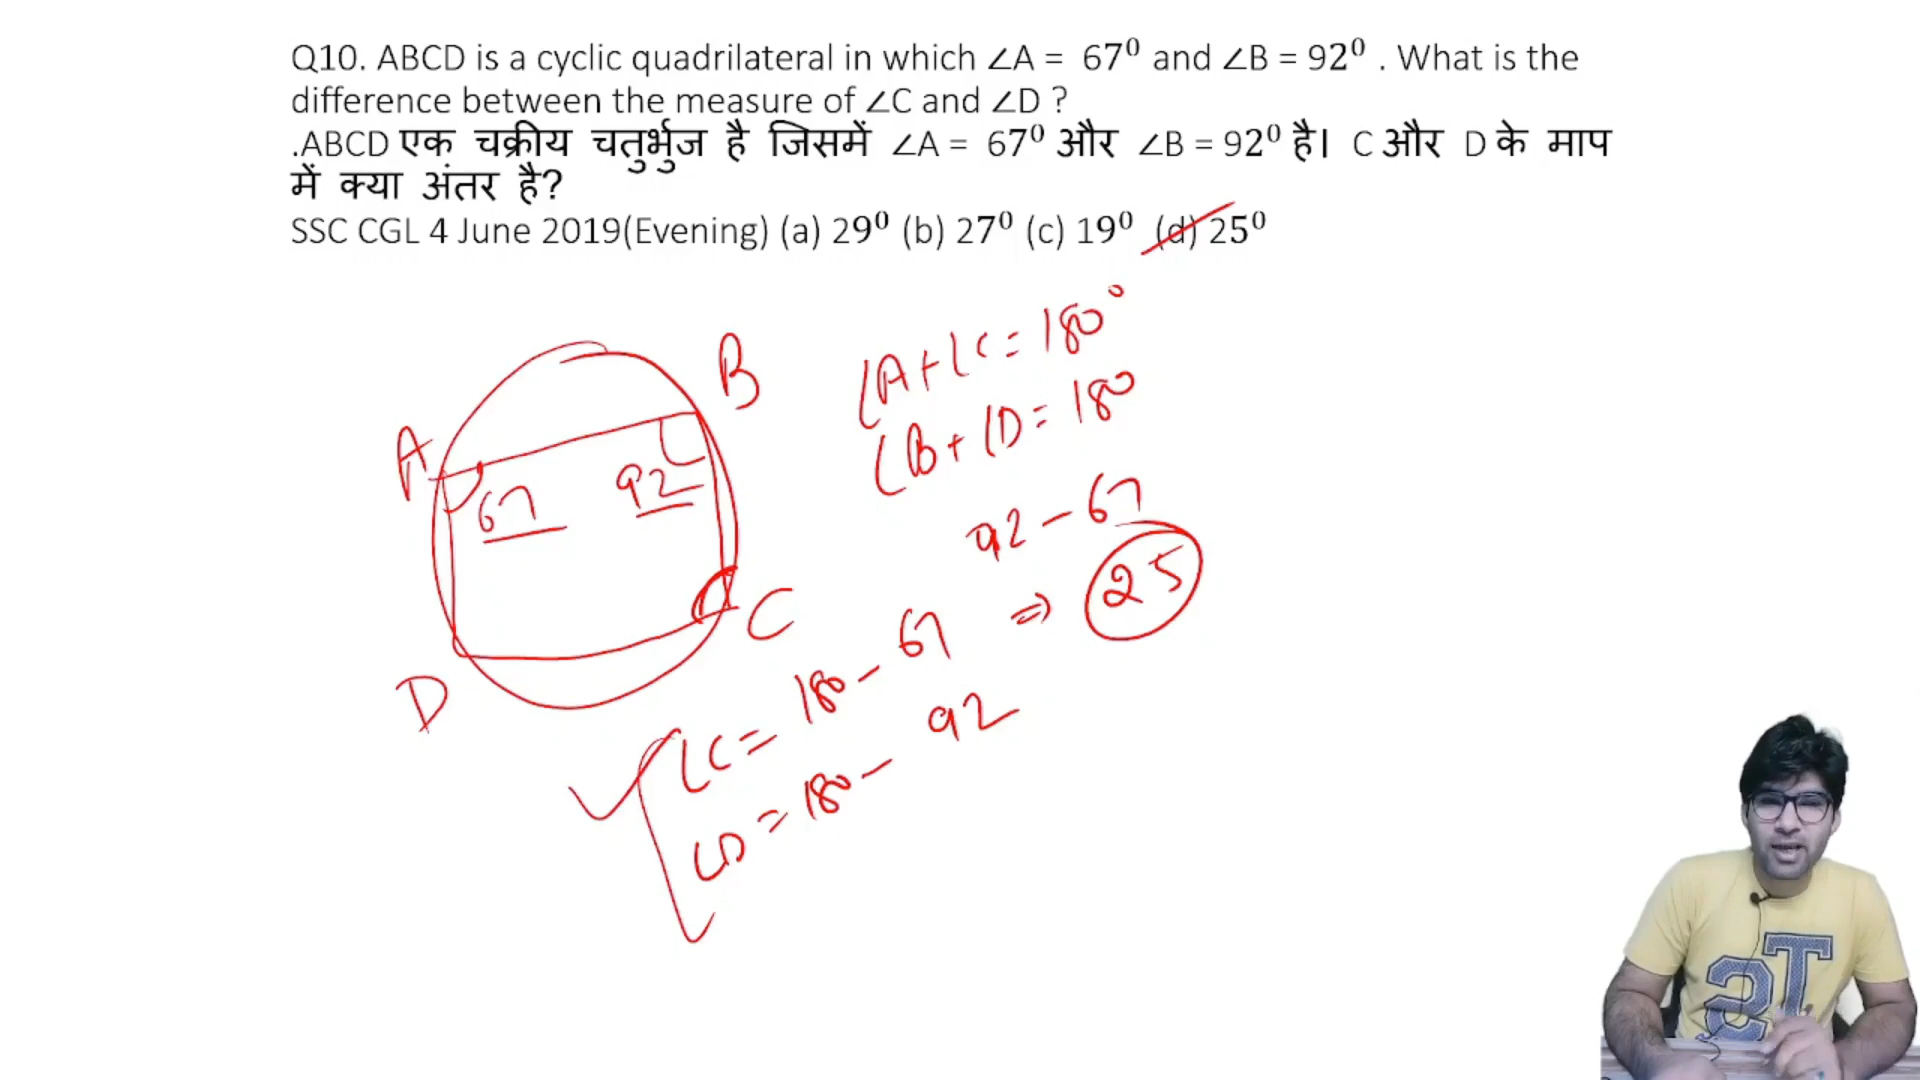 Q10. ABCD is a cyclic quadrilateral in which ∠A = 67⁰ and ∠B = 92⁰ . What is the
difference between the measure of ∠C and ∠D ?
.ABCD एक चक्रीय चतुर्भुज है जिसमें ∠A = 67⁰ और ∠B = 92⁰ है। C और D के माप
में क्या अंतर है?
SSC CGL 4 June 2019(Evening) (a) 29⁰ (b) 27⁰ (c) 19⁰ (d) 25⁰
∠A+∠C=180°
∠B+∠D=180
B
A
67
92
92-67
⇒ 25
C
D
∠C=180-67
∠D=180-92
ST